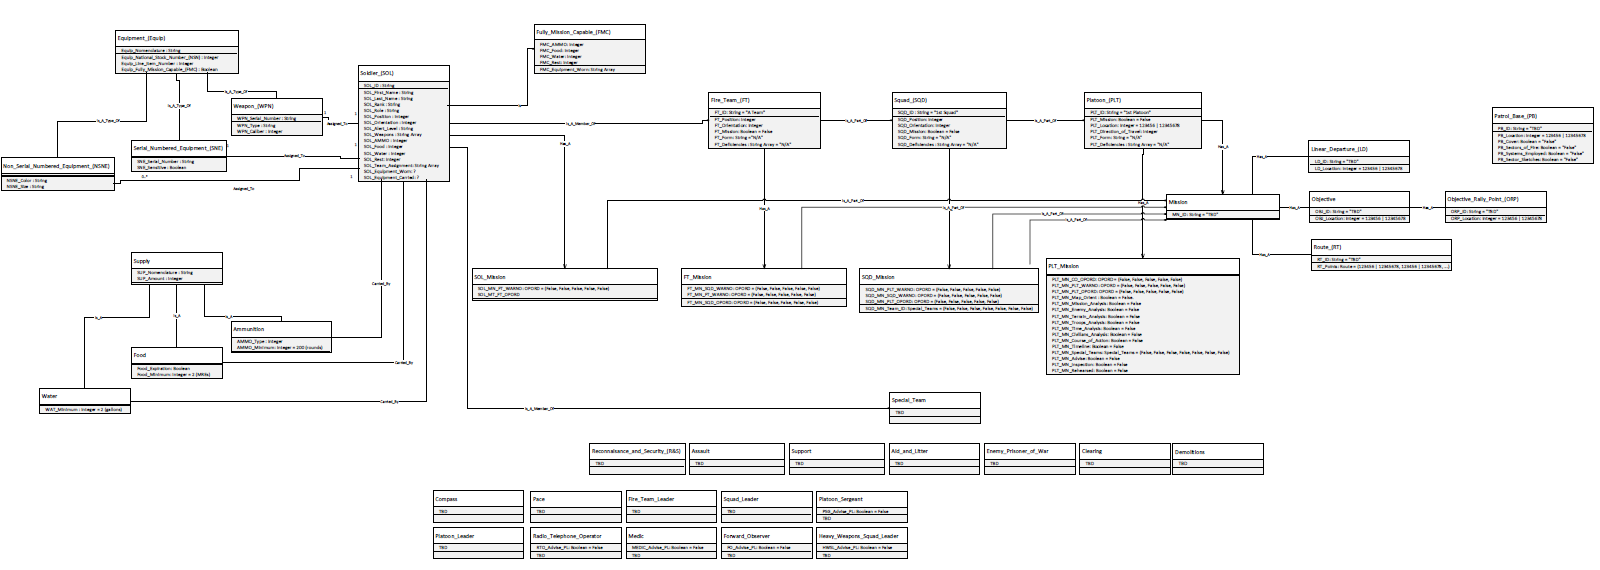 Equipment_(Equip)
Equip_Nomenclature : String
Equip_National_Stock_Number_(NSN) : Integer
Equip_Line_Item_Number : Integer
Equip_Fully_Mission_Capable_(FMC) : Boolean
Is_A_Type_Of
Is_A_Type_Of
Is_A_Type_Of
Weapon_(WPN)
WPN_Serial_Number : String
WPN_Type : String
WPN_Caliber : Integer
Serial_Numbered_Equipment_(SNE)
SNE_Serial_Number : String
SNE_Sensitive : Boolean
Non_Serial_Numbered_Equipment_(NSNE)
NSNE_Color : String
NSNE_Size : String
Assigned_To
Assigned_To
Assigned_To
1
1
1
Soldier_(SOL)
SOL_ID : String
SOL_First_Name : String
SOL_Last_Name : String
SOL_Rank : String
SOL_Role : String
SOL_Position : Integer
SOL_Orientation : Integer
SOL_Alert_Level : String
SOL_Weapons : String Array
SOL_AMMO : Integer
SOL_Food : Integer
SOL_Water : Integer
SOL_Rest: Integer
SOL_Team_Assignment: String Array
SOL_Equipment_Worn: ?
SOL_Equipment_Carried: ?
Fully_Mission_Capable_(FMC)
FMC_AMMO: Integer
FMC_Food: Integer
FMC_Water: Integer
FMC_Rest: Integer
FMC_Equipment_Worn: String Array
Is
Is_A_Member_Of
Has_A
Fire_Team_(FT)
FT_ID: String = "A Team"
FT_Position: Integer
FT_Orientation: Integer
FT_Mission: Boolean = False
FT_Form: String = "N/A"
FT_Deficiencies : String Array = "N/A"
Is_A_Part_Of
Squad_(SQD)
SQD_ID: String = "1st Squad"
SQD_Position: Integer
SQD_Orientation: Integer
SQD_Mission: Boolean = False
SQD_Form: String = "N/A"
SQD_Deficiencies : String Array = "N/A"
Is_A_Part_Of
Platoon_(PLT)
PLT_ID: String = "1st Platoon"
PLT_Mission: Boolean = False
PLT_Location: Integer = 123456 | 12345678
PLT_Direction_of_Travel: Integer
PLT_Form: String = "N/A"
PLT_Deficiencies : String Array = "N/A"
Has_A
Linear_Departure_(LD)
LD_ID: String = "TBD"
LD_Location: Integer = 123456 | 12345678
Patrol_Base_(PB)
PB_ID: String = "TBD"
PB_Location: Integer = 123456 | 12345678
PB_Cover: Boolean = "False"
PB_Sectors_of_Fire: Boolean = "False"
PB_Systems_Employed: Boolean = "False"
PB_Sector_Sketches: Boolean = "False"
Has_A
Mission
MN_ID: String = "TBD"
Has_A
Objective
OBJ_ID: String = "TBD"
OBJ_Location: Integer = 123456 | 12345678
Has_A
Objective_Rally_Point_(ORP)
ORP_ID: String = "TBD"
ORP_Location: Integer = 123456 | 12345678
Has_A
Route_(RT)
RT_ID: String = "TBD"
RT_Points: Route = (123456 | 12345678, 123456 | 12345678, ...)
Is_A_Part_Of
Has_A
Has_A
Is_A_Part_Of
Is_A_Part_Of
Is_A_Part_Of
SOL_Mission
SOL_MN_FT_WARNO: OPORD = (False, False, False, False, False)
SOL_MT_FT_OPORD
FT_Mission
FT_MN_SQD_WARNO: OPORD = (False, False, False, False, False)
FT_MN_FT_WARNO: OPORD = (False, False, False, False, False)
FT_MN_SQD_OPORD: OPORD = (False, False, False, False, False)
SQD_Mission
SQD_MN_PLT_WARNO: OPORD = (False, False, False, False, False)
SQD_MN_SQD_WARNO: OPORD = (False, False, False, False, False)
SQD_MN_PLT_OPORD: OPORD = (False, False, False, False, False)
SQD_MN_Team_ID: Special_Teams = (False, False, False, False, False, False, False)
PLT_Mission
PLT_MN_CO_OPORD: OPORD = (False, False, False, False, False)
PLT_MN_PLT_WARNO: OPORD = (False, False, False, False, False)
PLT_MN_PLT_OPORD: OPORD = (False, False, False, False, False)
PLT_MN_Map_Orient : Boolean = False
PLT_MN_Mission_Analysis: Boolean = False
PLT_MN_Enemy_Analysis: Boolean = False
PLT_MN_Terrain_Analysis: Boolean = False
PLT_MN_Troops_Analysis: Boolean = False
PLT_MN_Time_Analysis: Boolean = False
PLT_MN_Civilians_Analysis: Boolean = False
PLT_MN_Course_of_Action: Boolean = False
PLT_MN_Timeline: Boolean = False
PLT_MN_Special_Teams: Special_Teams = (False, False, False, False, False, False, False)
PLT_MN_Advise: Boolean = False
PLT_MN_Inspection: Boolean = False
PLT_MN_Rehearsed: Boolean = False
Supply
SUP_Nomenclature : String
SUP_Amount : Integer
Is_A
Is_A
Is_A
Ammunition
AMMO_Type : Integer
AMMO_Minimum: Integer = 200 (rounds)
Food
Food_Expiration: Boolean
Food_Minimum: Integer = 2 (MREs)
Water
WAT_Minimum : Integer = 2 (gallons)
Carried_By
Carried_By
Carried_By
Is_A_Member_Of
Special_Team
TBD
Reconnaisance_and_Security_(R&S)
TBD
Assault
TBD
Support
TBD
Aid_and_Litter
TBD
Enemy_Prisoner_of_War
TBD
Clearing
TBD
Demolitions
TBD
Compass
TBD
Pace
TBD
Fire_Team_Leader
TBD
Squad_Leader
TBD
Platoon_Sergeant
PSG_Advise_PL: Boolean = False
TBD
Platoon_Leader
TBD
Radio_Telephone_Operator
RTO_Advise_PL: Boolean = False
TBD
Medic
MEDIC_Advise_PL: Boolean = False
TBD
Forward_Observer
FO_Advise_PL: Boolean = False
TBD
Heavy_Weapons_Squad_Leader
HWSL_Advise_PL: Boolean = False
TBD